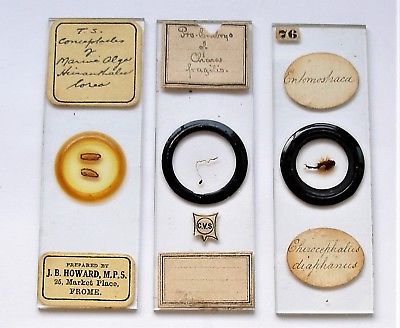 T. S.
Conceptacles
of
Marine Alga
Himanthalia
lorea
PREPARED BY
J. B. HOWARD, M.P.S.
25, Market Place,
FROME.
Pro-Embryo
of
Chara
fragilis.
C.V.S
76
Entomostraca
Chirocephalus
diaphanus